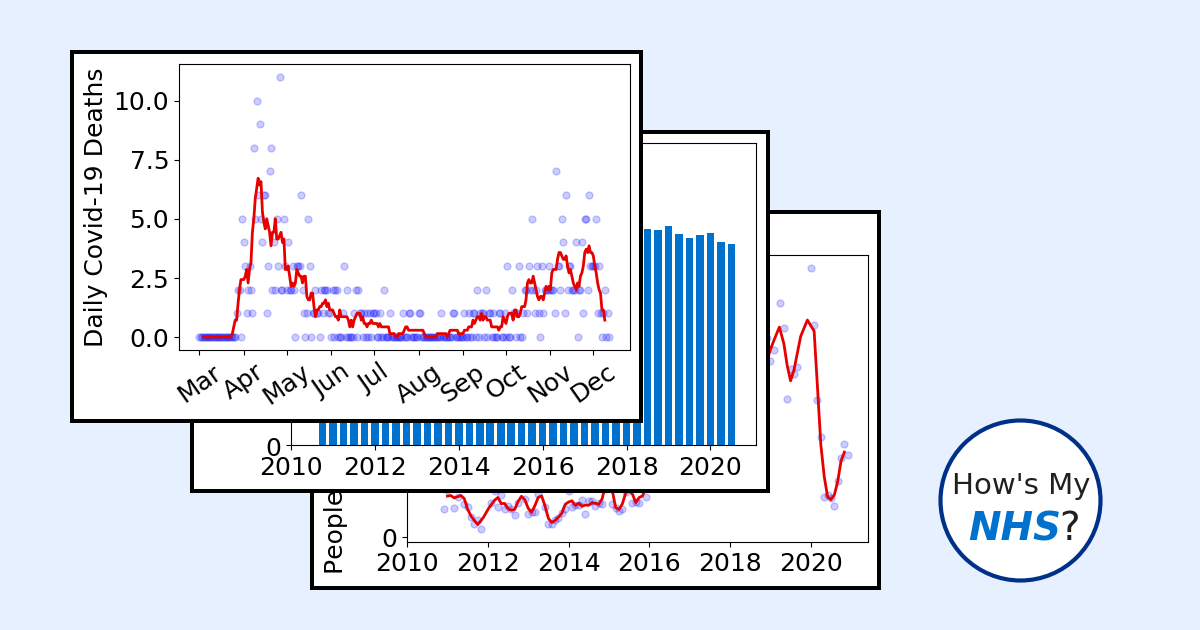 Daily Covid-19 Deaths
10.0
7.5
5.0
2.5
0.0
Mar Apr May Jun Jul Aug Sep Oct Nov Dec
0
2010 2012 2014 2016 2018 2020
People
0
2010 2012 2014 2016 2018 2020
How's My
NHS?